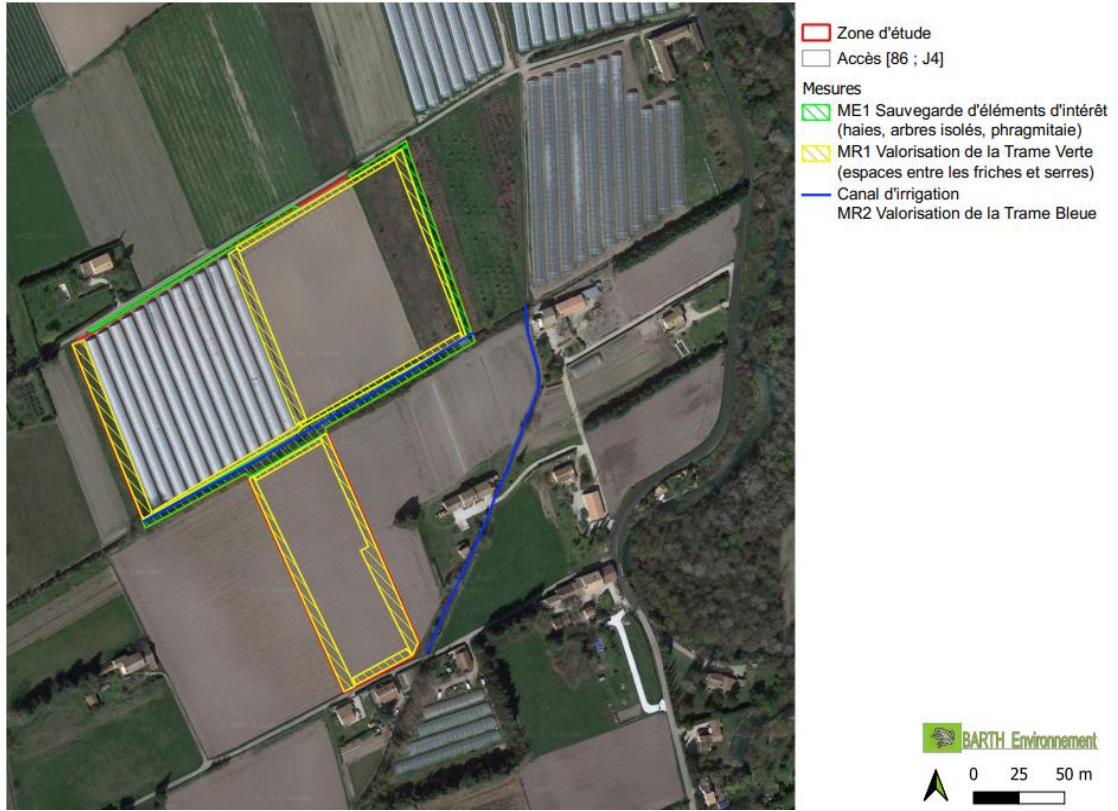 Zone d'étude
Accès [86 ; J4]
Mesures
ME1 Sauvegarde d'éléments d'intérêt
(haies, arbres isolés, phragmitaie)
MR1 Valorisation de la Trame Verte
(espaces entre les friches et serres)
Canal d'irrigation
MR2 Valorisation de la Trame Bleue
BARTH Environnement
0 25 50 m